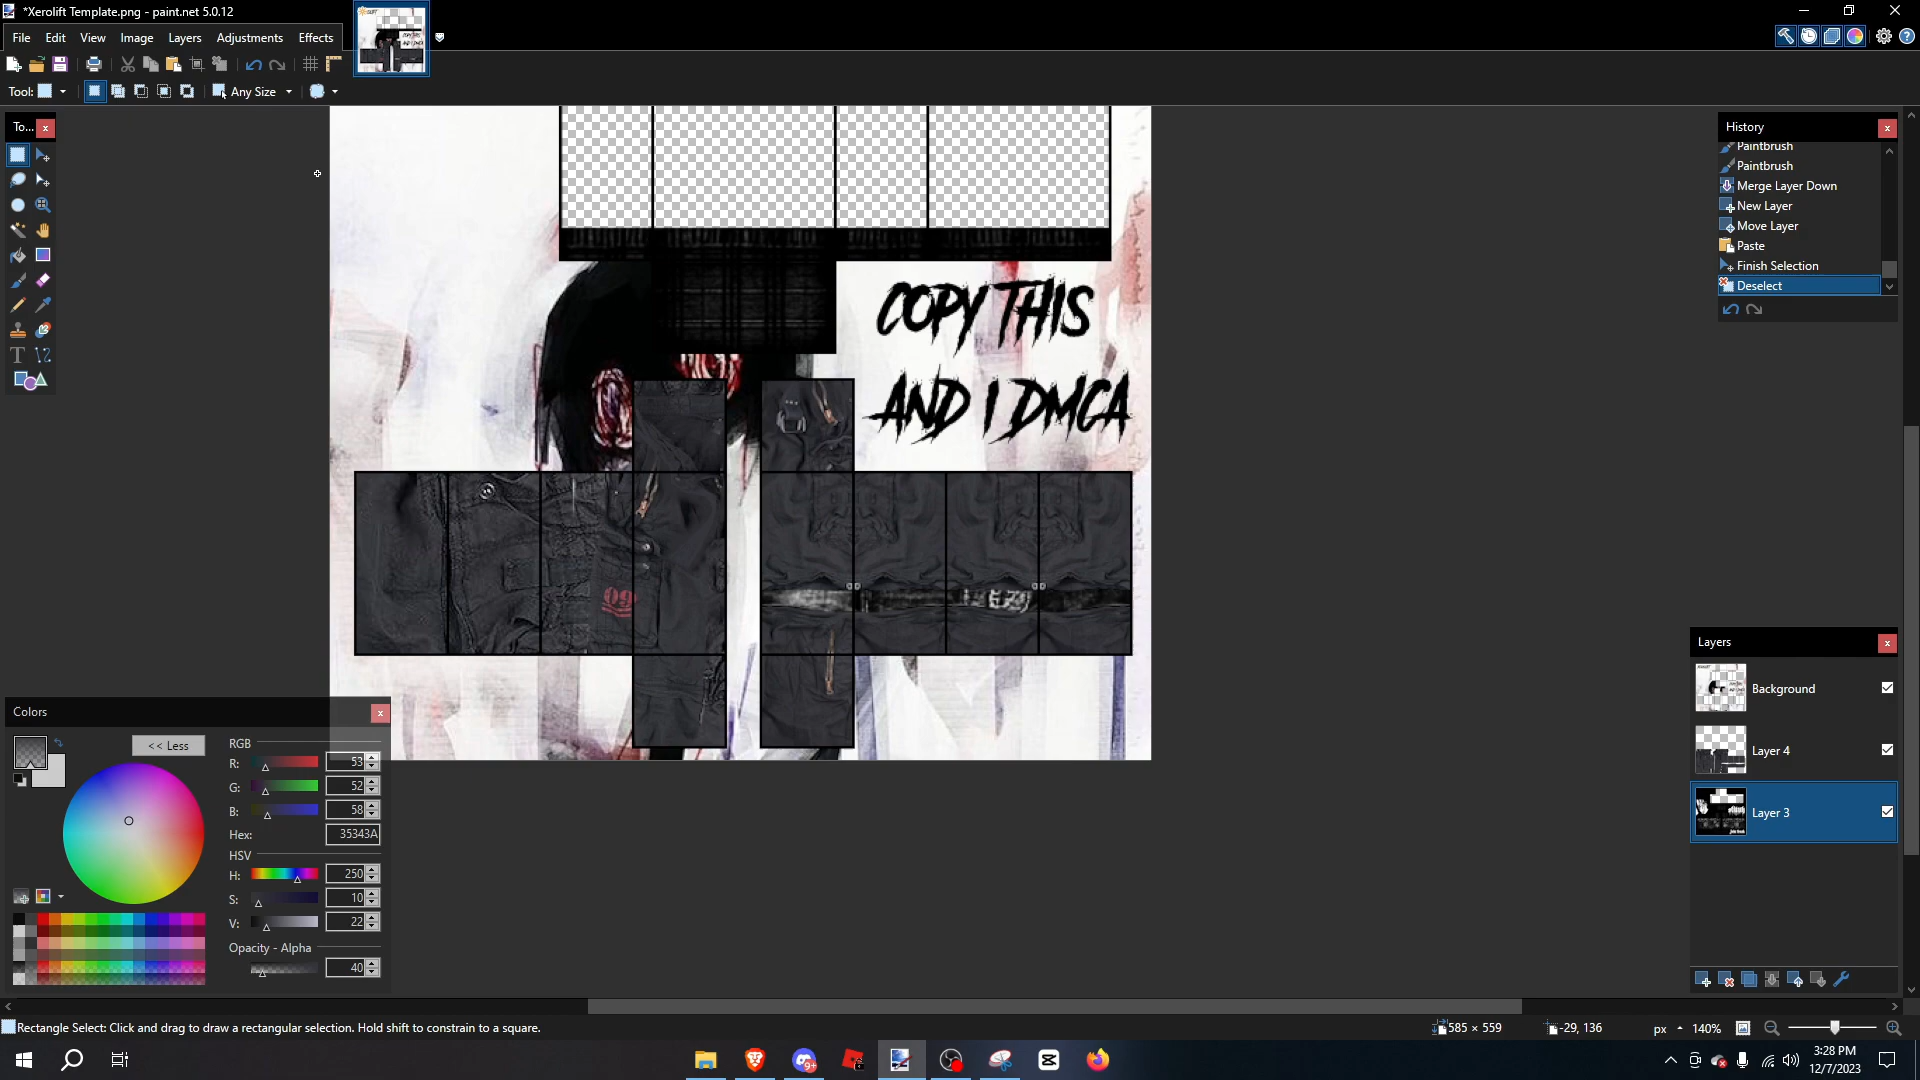 *Xerolift Template.png - paint.net 5.0.12
File Edit View Image Layers Adjustments Effects
Tool:
Any Size
To...
History
Paintbrush
Paintbrush
Merge Layer Down
New Layer
Move Layer
Paste
Finish Selection
Deselect
COPY THIS
AND I DMCA
09
Layers
Background
Layer 4
Layer 3
Colors
<< Less
RGB
R: 53
G: 52
B: 58
Hex: 35343A
HSV
H: 250
S: 10
V: 22
Opacity - Alpha
40
Rectangle Select: Click and drag to draw a rectangular selection. Hold shift to constrain to a square.
585 × 559
-29, 136
px
140%
9+
3:28 PM
12/7/2023